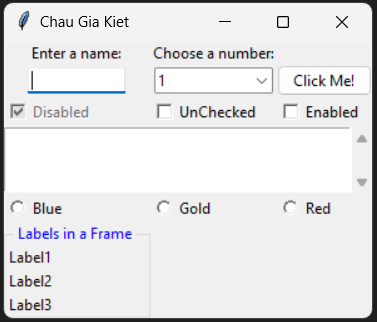 Chau Gia Kiet
Enter a name: Choose a number:
1 Click Me!
Disabled UnChecked Enabled
Blue Gold Red
Labels in a Frame
Label1
Label2
Label3